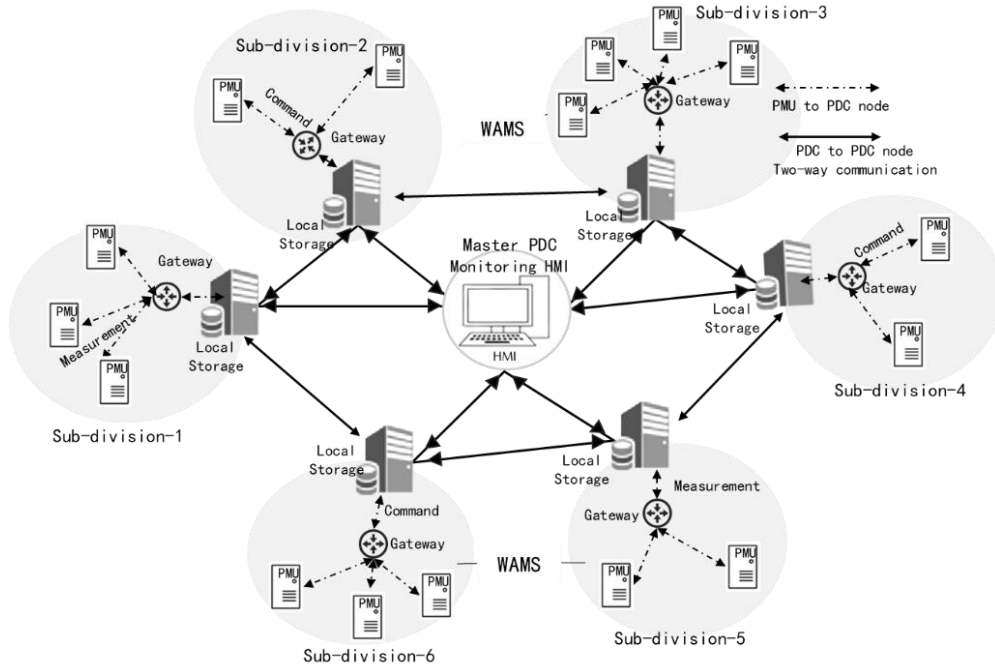 Sub-division-3
Sub-division-2
PMU
PMU
PMU
PMU
PMU
PMU
Command
Gateway
Gateway
WAMS
PMU to PDC node
PDC to PDC node
Two-way communication
Local
Storage
Local
Storage
PMU
PMU
PMU
Gateway
Measurement
Local
Storage
Sub-division-1
Master PDC
Monitoring HMI
HMI
PMU
PMU
Command
Gateway
Local
Storage
Sub-division-4
Local
Storage
Command
Gateway
PMU
PMU
PMU
Sub-division-6
WAMS
Local
Storage
Measurement
Gateway
PMU
PMU
Sub-division-5